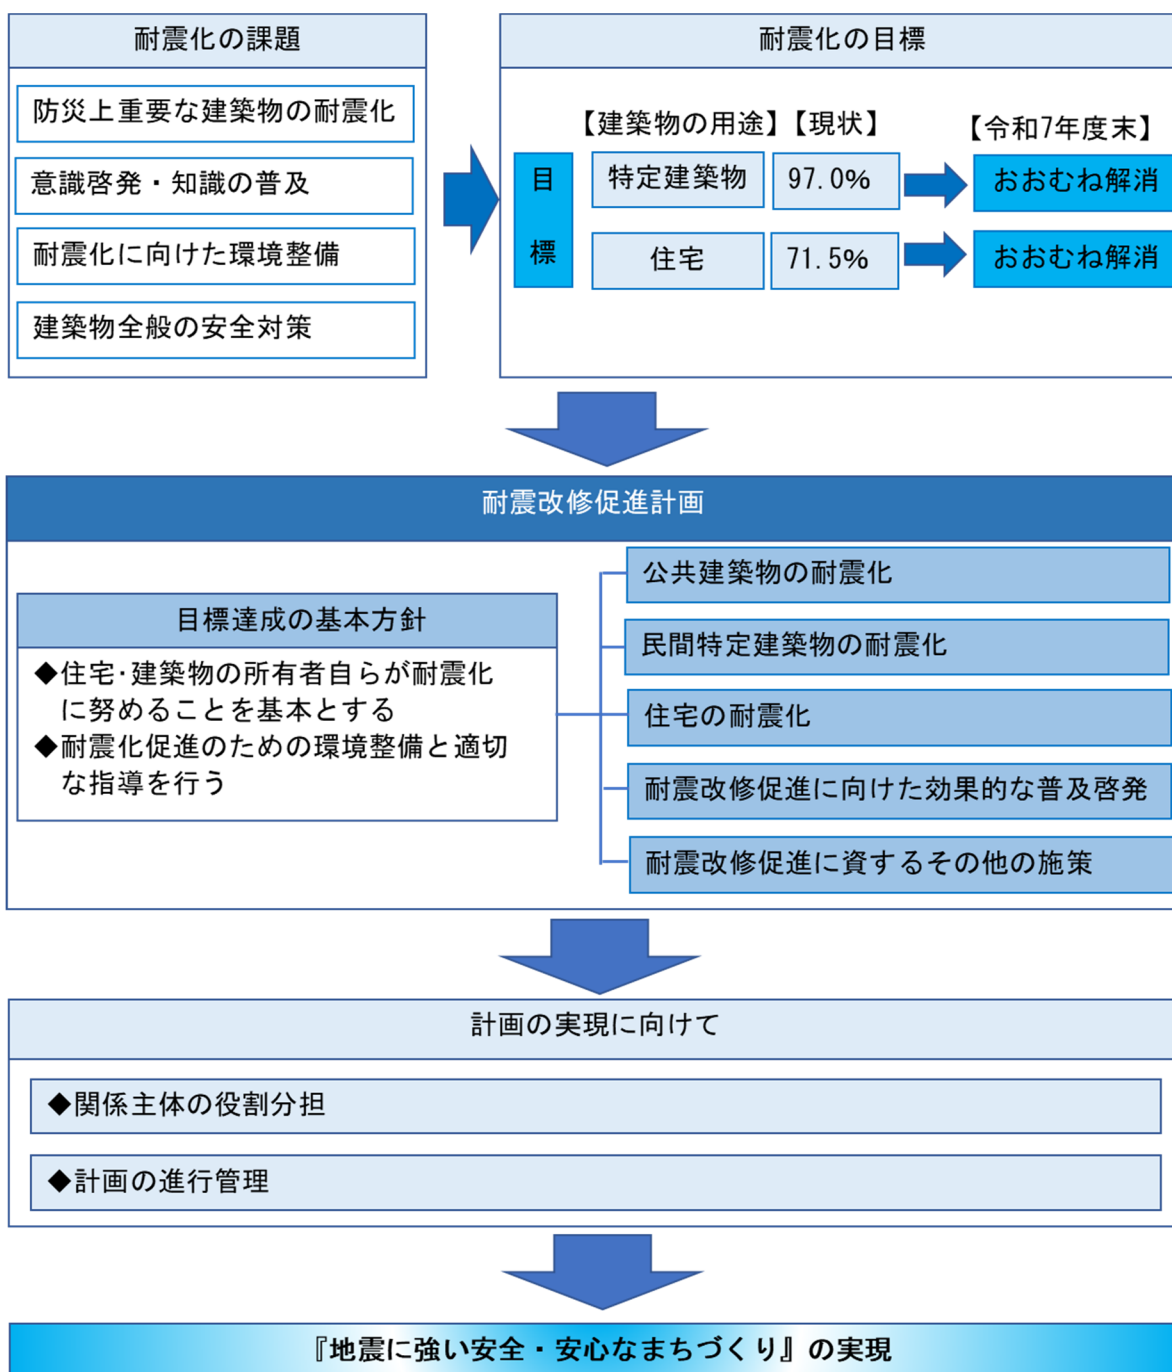 耐震化の課題
防災上重要な建築物の耐震化
意識啓発・知識の普及
耐震化に向けた環境整備
建築物全般の安全対策
耐震化の目標
【建築物の用途】【現状】 【令和7年度末】
目標
特定建築物 97.0% おおむね解消
住宅 71.5% おおむね解消
耐震改修促進計画
目標達成の基本方針
◆住宅・建築物の所有者自らが耐震化
に努めることを基本とする
◆耐震化促進のための環境整備と適切
な指導を行う
公共建築物の耐震化
民間特定建築物の耐震化
住宅の耐震化
耐震改修促進に向けた効果的な普及啓発
耐震改修促進に資するその他の施策
計画の実現に向けて
◆関係主体の役割分担
◆計画の進行管理
『地震に強い安全・安心なまちづくり』の実現